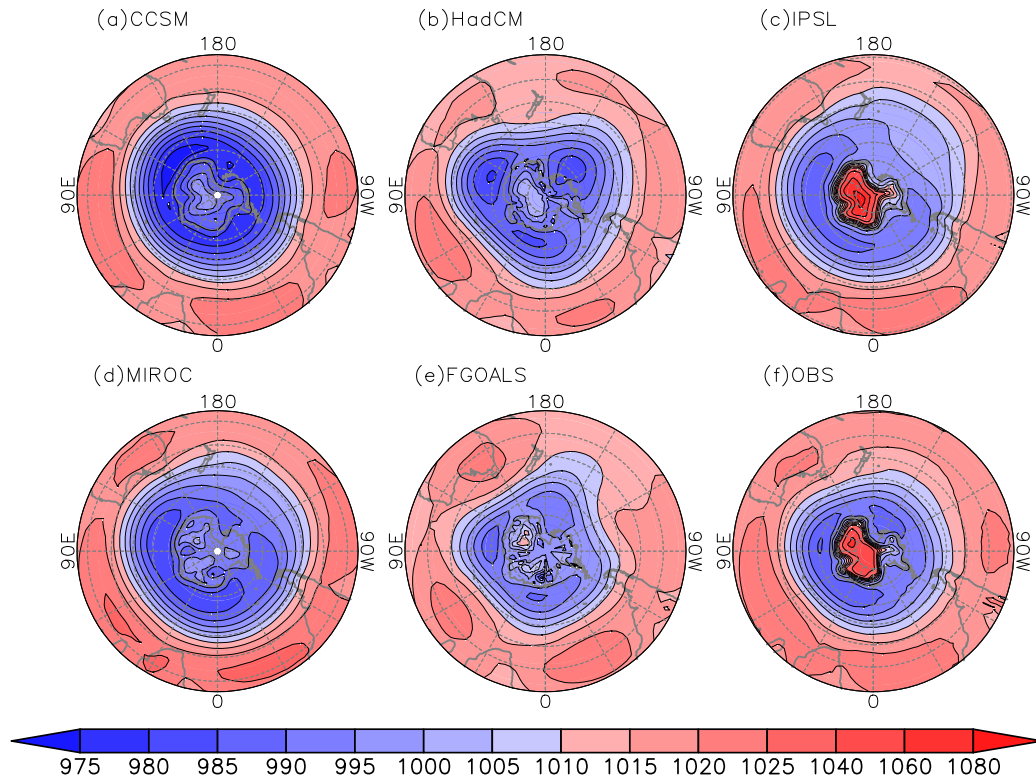 (a)CCSM (b)HadCM (c)IPSL
180 180 180
90E 90W 90E 90W 90E 90W
0 0 0
(d)MIROC (e)FGOALS (f)OBS
180 180 180
90E 90W 90E 90W 90E 90W
0 0 0
975 980 985 990 995 1000 1005 1010 1015 1020 1025 1040 1060 1080